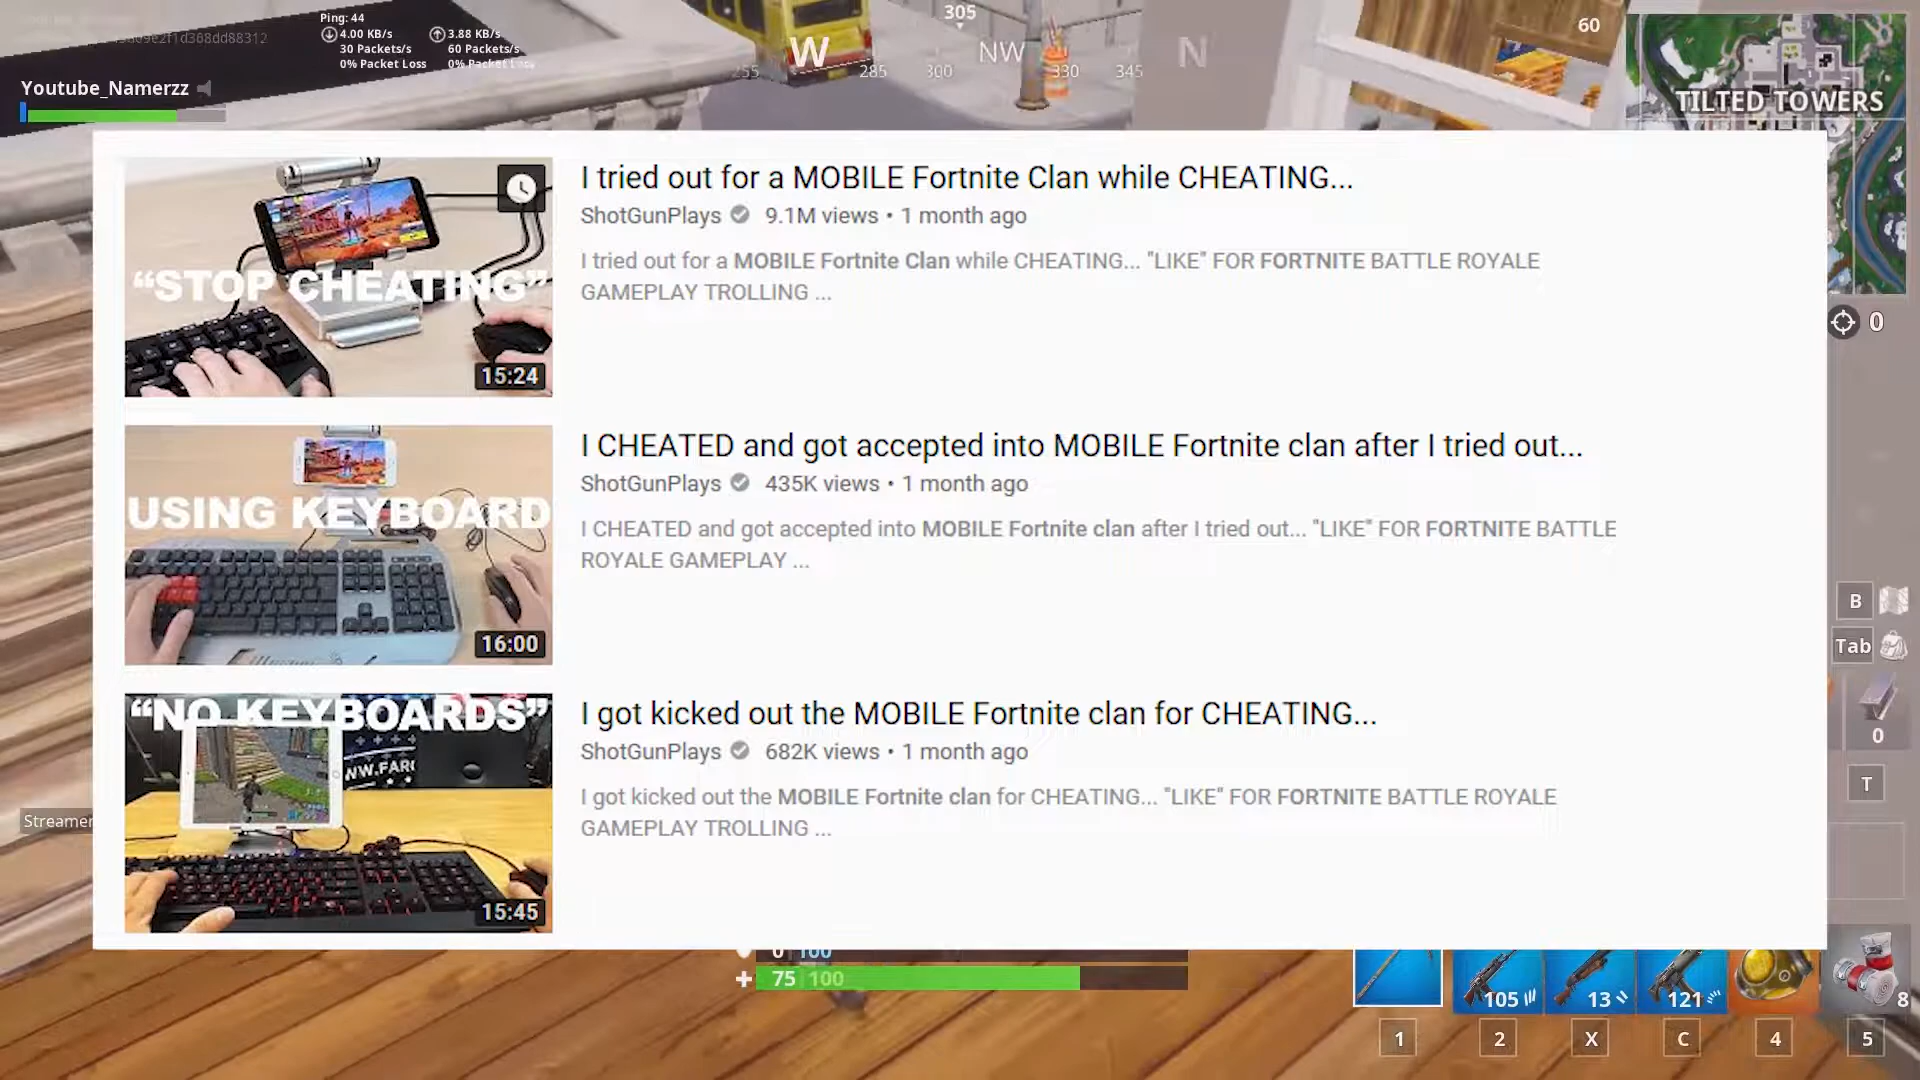 Ping: 44
4.00 KB/s 3.88 KB/s
30 Packets/s 60 Packets/s
0% Packet Loss 0% Packet Loss
Youtube_Namerzz
305
255 W 285 300 NW 330 345 N
60
TILTED TOWERS
I tried out for a MOBILE Fortnite Clan while CHEATING...
ShotGunPlays 9.1M views • 1 month ago
I tried out for a MOBILE Fortnite Clan while CHEATING... "LIKE" FOR FORTNITE BATTLE ROYALE
GAMEPLAY TROLLING ...
“STOP CHEATING”
15:24
0
I CHEATED and got accepted into MOBILE Fortnite clan after I tried out...
ShotGunPlays 435K views • 1 month ago
I CHEATED and got accepted into MOBILE Fortnite clan after I tried out... "LIKE" FOR FORTNITE BATTLE
ROYALE GAMEPLAY ...
USING KEYBOARD
16:00
B
Tab
I got kicked out the MOBILE Fortnite clan for CHEATING...
ShotGunPlays 682K views • 1 month ago
I got kicked out the MOBILE Fortnite clan for CHEATING... "LIKE" FOR FORTNITE BATTLE ROYALE
GAMEPLAY TROLLING ...
“NO KEYBOARDS”
15:45
0
T
Streamer
0 100
75 100
105 13 121 8
1 2 X C 4 5